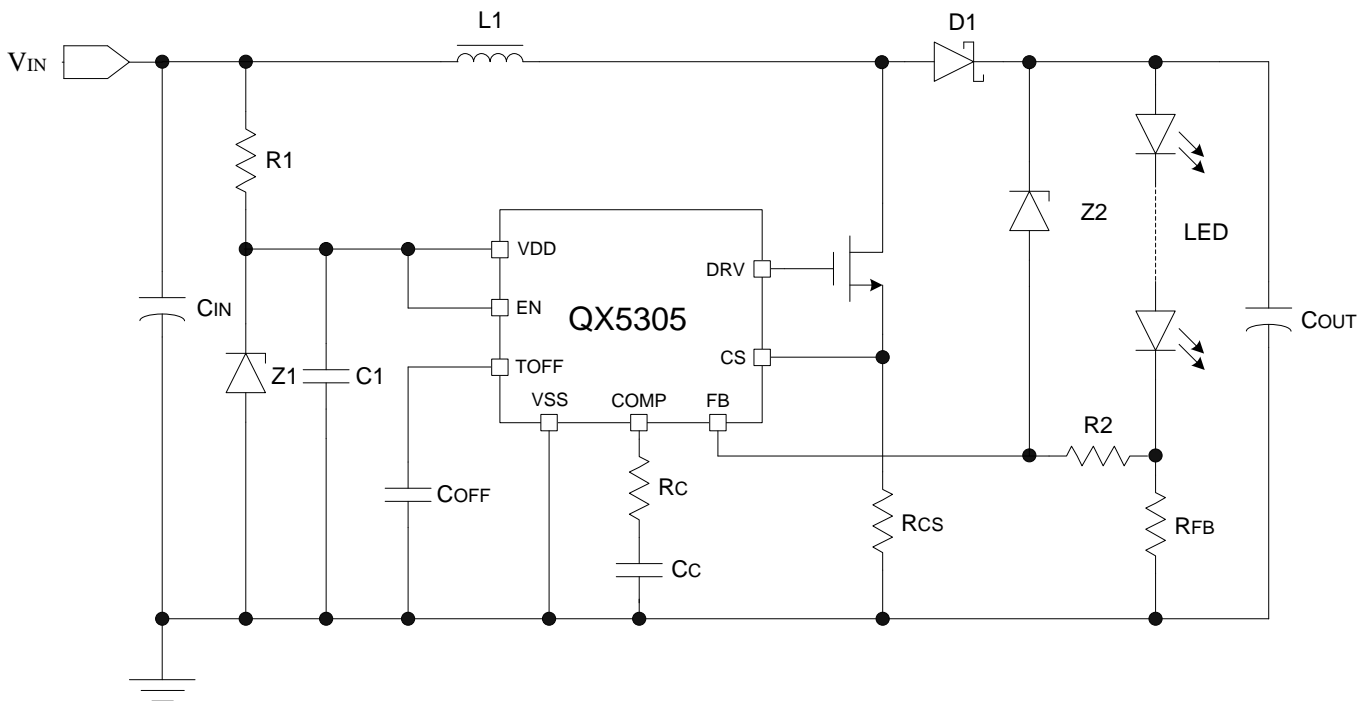 L1
D1
VIN
R1
Z2
LED
VDD
DRV
EN
QX5305
CIN
COUT
Z1
C1
TOFF
CS
VSS
COMP
FB
R2
COFF
RC
RCS
RFB
CC